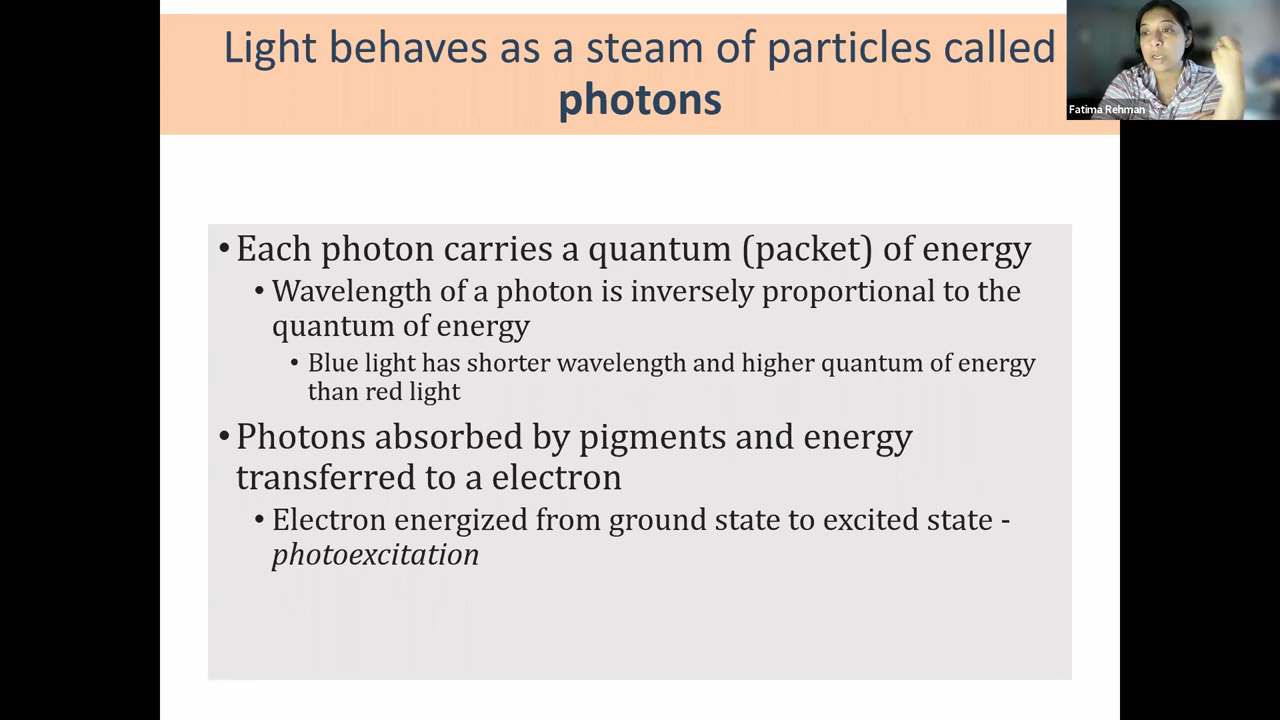 Light behaves as a steam of particles called
photons
Fatima Rehman
• Each photon carries a quantum (packet) of energy
• Wavelength of a photon is inversely proportional to the
quantum of energy
• Blue light has shorter wavelength and higher quantum of energy
than red light
• Photons absorbed by pigments and energy
transferred to a electron
• Electron energized from ground state to excited state -
photoexcitation